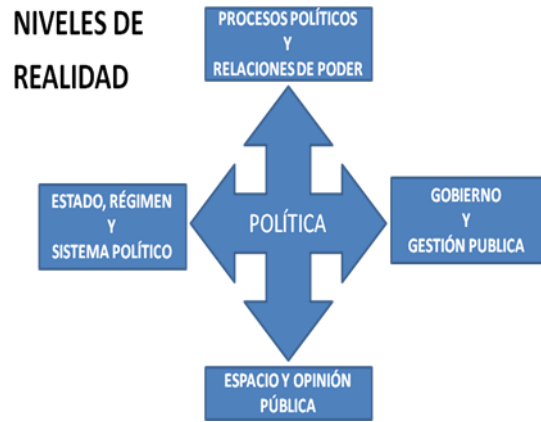 NIVELES DE
REALIDAD
PROCESOS POLÍTICOS
Y
RELACIONES DE PODER
ESTADO, RÉGIMEN
Y
SISTEMA POLÍTICO
POLÍTICA
GOBIERNO
Y
GESTIÓN PUBLICA
ESPACIO Y OPINIÓN
PÚBLICA